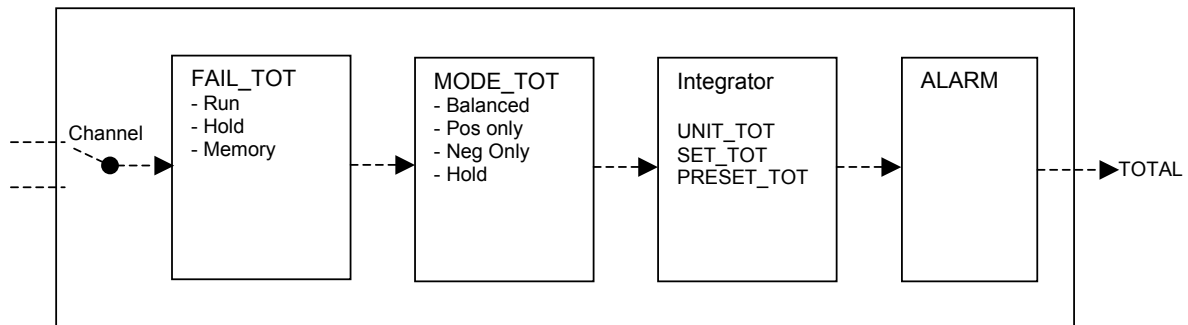 Channel
FAIL_TOT
- Run
- Hold
- Memory
MODE_TOT
- Balanced
- Pos only
- Neg Only
- Hold
Integrator
UNIT_TOT
SET_TOT
PRESET_TOT
ALARM
TOTAL